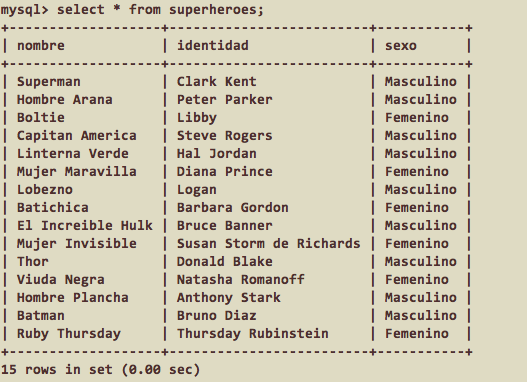 mysql> select * from superheroes;
+-------------------+-------------------------+-----------+
| nombre            | identidad               | sexo      |
+-------------------+-------------------------+-----------+
| Superman          | Clark Kent              | Masculino |
| Hombre Arana      | Peter Parker            | Masculino |
| Boltie            | Libby                   | Femenino  |
| Capitan America   | Steve Rogers            | Masculino |
| Linterna Verde    | Hal Jordan              | Masculino |
| Mujer Maravilla   | Diana Prince            | Femenino  |
| Lobezno           | Logan                   | Masculino |
| Batichica         | Barbara Gordon          | Femenino  |
| El Increible Hulk | Bruce Banner            | Masculino |
| Mujer Invisible   | Susan Storm de Richards | Femenino  |
| Thor              | Donald Blake            | Masculino |
| Viuda Negra       | Natasha Romanoff        | Femenino  |
| Hombre Plancha    | Anthony Stark           | Masculino |
| Batman            | Bruno Diaz              | Masculino |
| Ruby Thursday     | Thursday Rubinstein     | Femenino  |
+-------------------+-------------------------+-----------+
15 rows in set (0.00 sec)